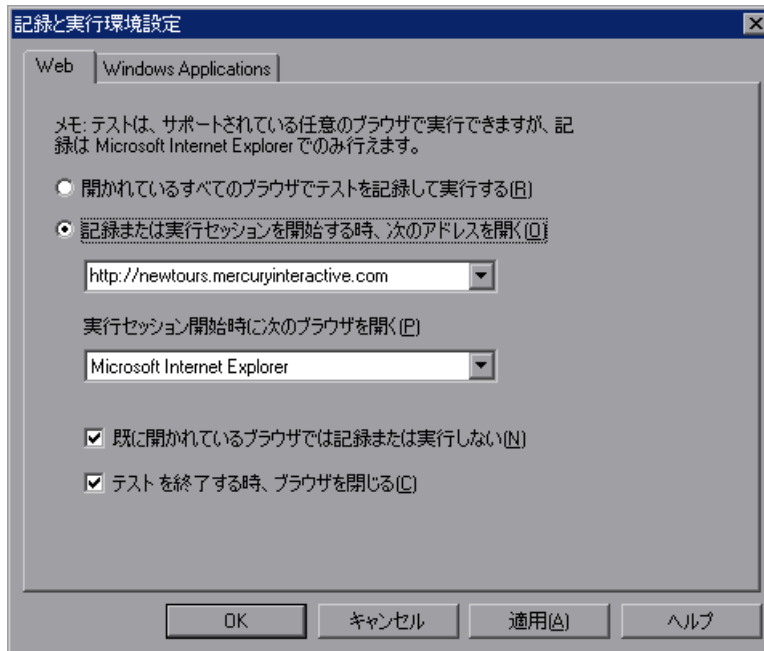 記録と実行環境設定
Web
Windows Applications
メモ: テストは、サポートされている任意のブラウザで実行できますが、記
録は Microsoft Internet Explorer でのみ行えます。
開かれているすべてのブラウザでテストを記録して実行する(R)
記録または実行セッションを開始する時、次のアドレスを開く(O)
http://newtours.mercuryinteractive.com
実行セッション開始時に次のブラウザを開く(P)
Microsoft Internet Explorer
既に開かれているブラウザでは記録または実行しない(N)
テストを終了する時、ブラウザを閉じる(C)
OK
キャンセル
適用(A)
ヘルプ